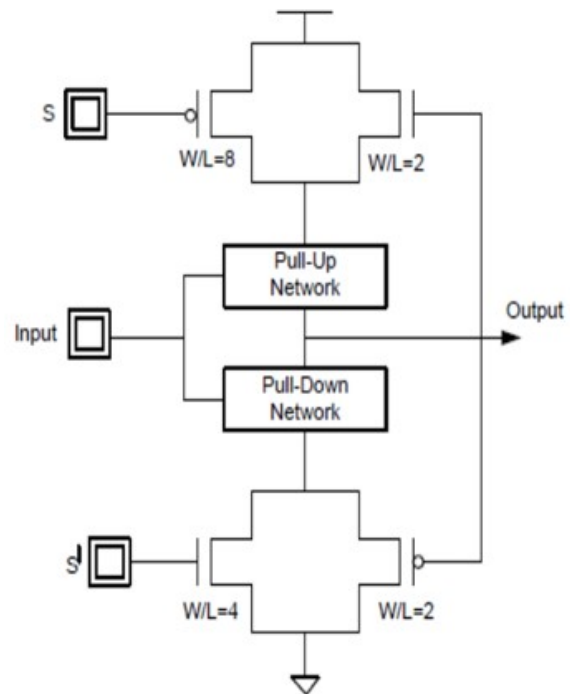 S
W/L=8
W/L=2
Pull-Up
Network
Input
Output
Pull-Down
Network
S'
W/L=4
W/L=2